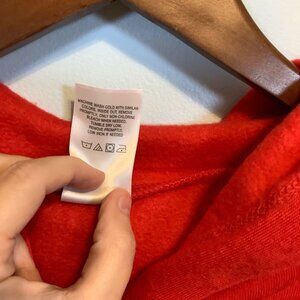 MACHINE WASH COLD WITH SIMILAR
COLORS, INSIDE OUT, REMOVE
PROMPTLY, ONLY NON-CHLORINE
BLEACH WHEN NEEDED.
TUMBLE DRY LOW,
REMOVE PROMPTLY.
COOL IRON IF NEEDED.